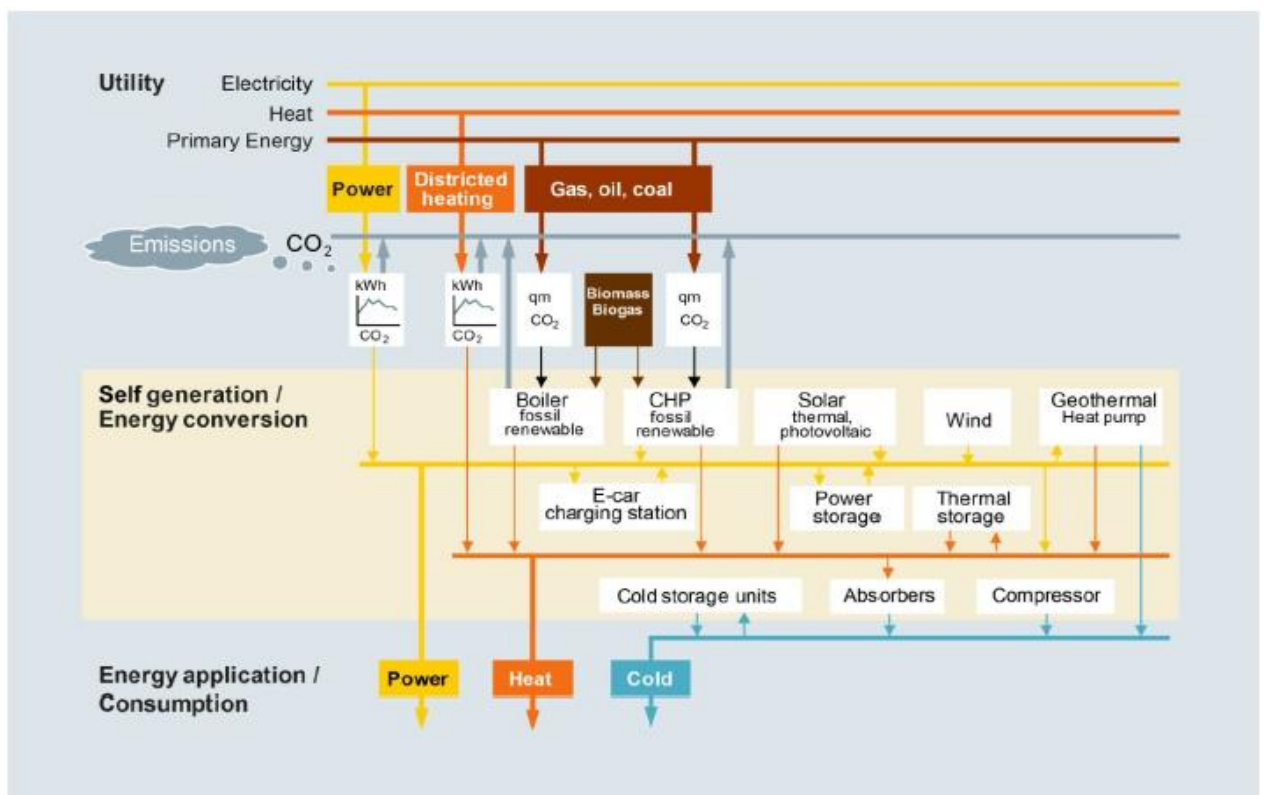 Utility
Electricity
Heat
Primary Energy
Power
Districted
heating
Gas, oil, coal
Emissions
CO₂
kWh
CO₂
kWh
CO₂
qm
CO₂
Biomass
Biogas
qm
CO₂
Self generation /
Energy conversion
Boiler
fossil
renewable
CHP
fossil
renewable
Solar
thermal,
photovoltaic
Wind
Geothermal
Heat pump
E-car
charging station
Power
storage
Thermal
storage
Cold storage units
Absorbers
Compressor
Energy application /
Consumption
Power
Heat
Cold